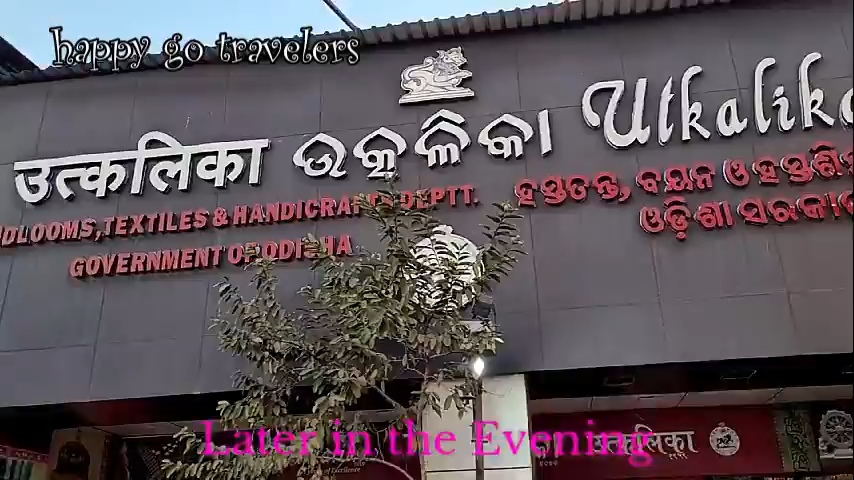 happy go travelers
उत्कलिका ଉତ୍କଳିକା Utkalika
DLOOMS, TEXTILES & HANDICRAFTS DEPTT.
GOVERNMENT OF ODISHA
ହସ୍ତତନ୍ତ, ବୟନ ଓ ହସ୍ତଶି
ଓଡ଼ିଶା ସରକା
Later in the Evening